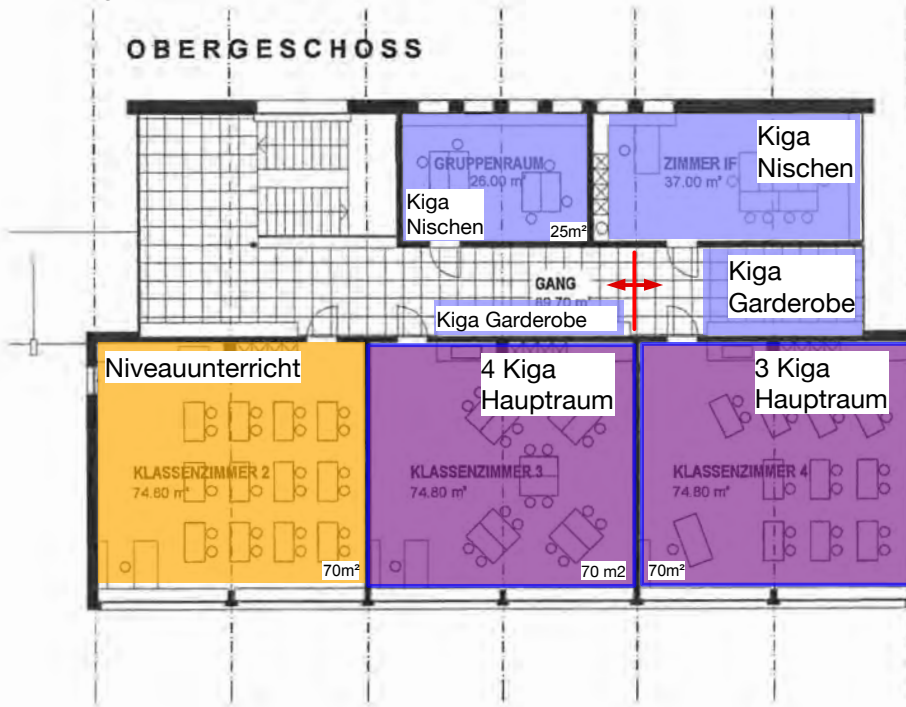 OBERGESCHOSS
GRUPPENRAUM
26.00 m²
Kiga
Nischen
25m²
ZIMMER IF
37.00 m²
Kiga
Nischen
GANG
69.70 m²
Kiga Garderobe
Kiga
Garderobe
Niveauunterricht
KLASSENZIMMER 2
74.80 m²
70m²
4 Kiga
Hauptraum
KLASSENZIMMER 3
74.80 m²
70 m2
3 Kiga
Hauptraum
KLASSENZIMMER 4
74.80 m²
70m²